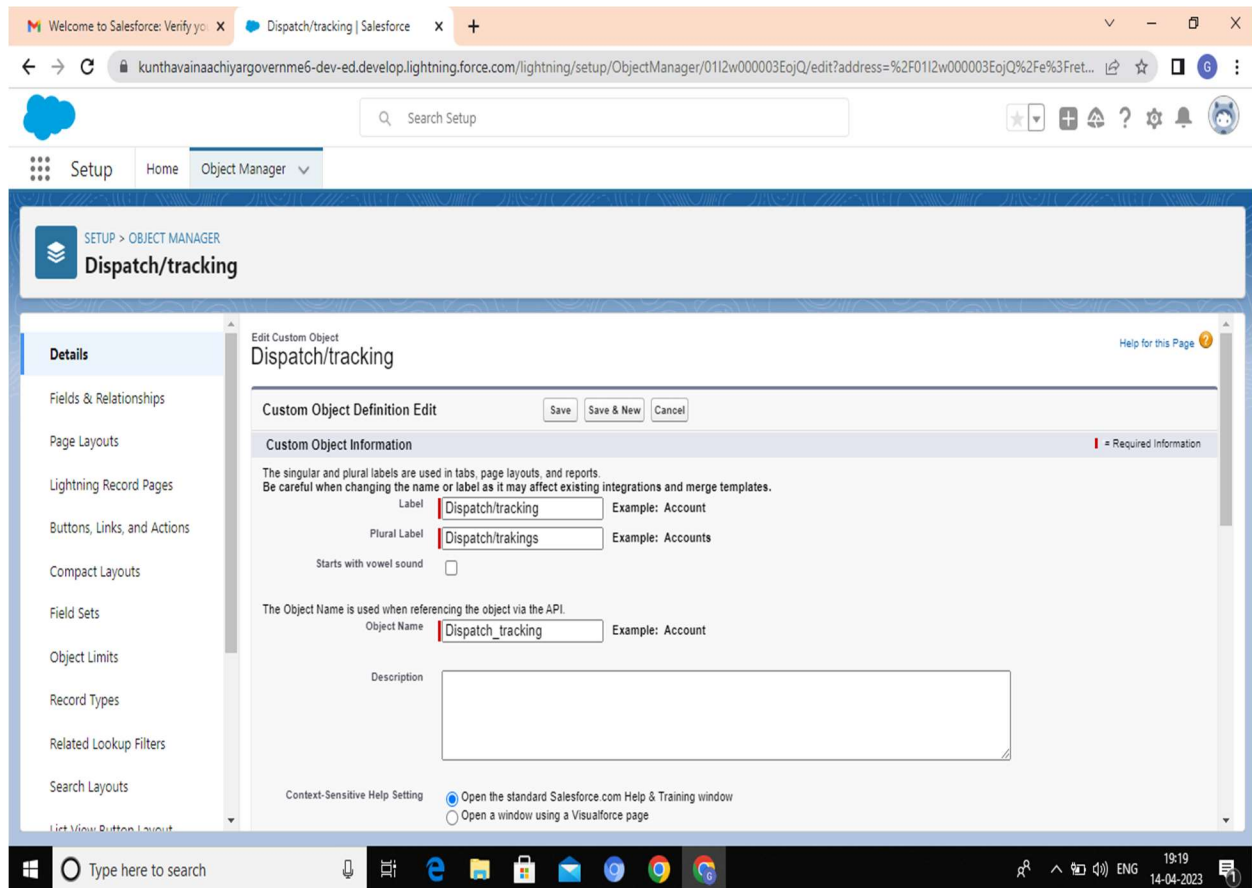 Welcome to Salesforce: Verify yo
Dispatch/tracking | Salesforce
kunthavainaachiyargovernme6-dev-ed.develop.lightning.force.com/lightning/setup/ObjectManager/01I2w000003EojQ/edit?address=%2F01I2w000003EojQ%2Fe%3Fret...
G
Search Setup
Setup
Home
Object Manager
SETUP > OBJECT MANAGER
Dispatch/tracking
Details
Fields & Relationships
Page Layouts
Lightning Record Pages
Buttons, Links, and Actions
Compact Layouts
Field Sets
Object Limits
Record Types
Related Lookup Filters
Search Layouts
List View Button Layout
Edit Custom Object
Dispatch/tracking
Help for this Page
Custom Object Definition Edit
Save
Save & New
Cancel
Custom Object Information
= Required Information
The singular and plural labels are used in tabs, page layouts, and reports.
Be careful when changing the name or label as it may affect existing integrations and merge templates.
Label Dispatch/tracking Example: Account
Plural Label Dispatch/trakings Example: Accounts
Starts with vowel sound
The Object Name is used when referencing the object via the API.
Object Name Dispatch_tracking Example: Account
Description
Context-Sensitive Help Setting Open the standard Salesforce.com Help & Training window
Open a window using a Visualforce page
Type here to search
G
ENG
19:19
14-04-2023
1